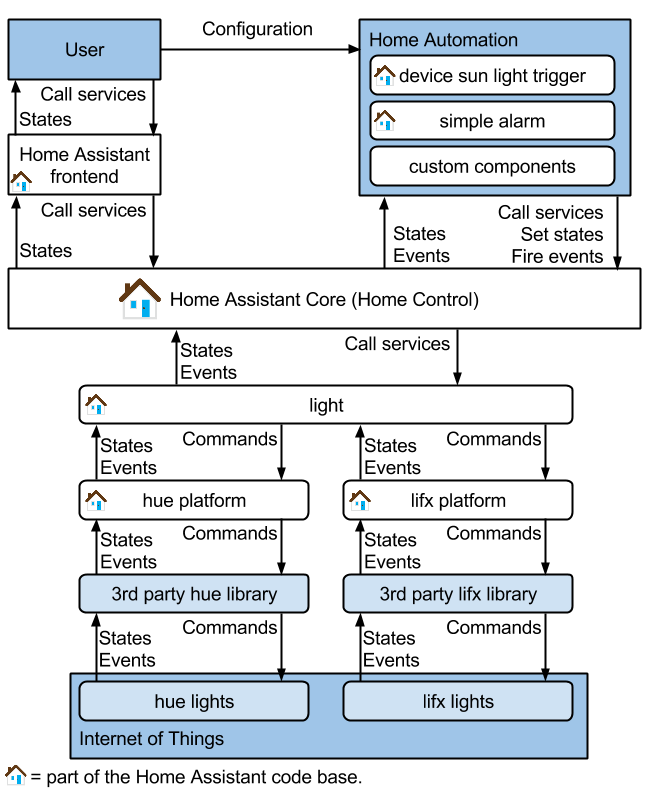 User
Configuration
Home Automation
device sun light trigger
simple alarm
custom components
Call services
States
Home Assistant
frontend
Call services
States
States
Events
Call services
Set states
Fire events
Home Assistant Core (Home Control)
States
Events
Call services
light
States
Events
Commands
States
Events
Commands
hue platform
lifx platform
States
Events
Commands
States
Events
Commands
3rd party hue library
3rd party lifx library
States
Events
Commands
States
Events
Commands
hue lights
lifx lights
Internet of Things
= part of the Home Assistant code base.